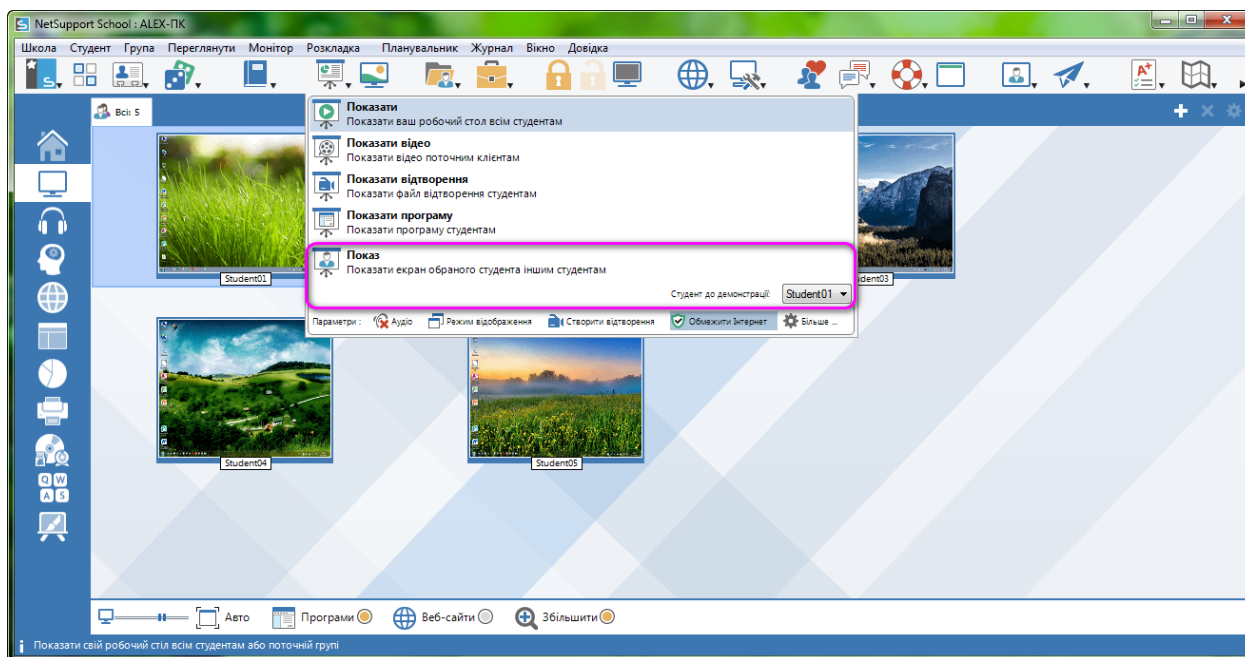 NetSupport School : ALEX-ПК
Школа Студент Група Переглянути Монітор Розкладка Планувальник Журнал Вікно Довідка
Всі: 5
Показати
Показати ваш робочий стол всім студентам
Показати відео
Показати відео поточним клієнтам
Показати відтворення
Показати файл відтворення студентам
Показати програму
Показати програму студентам
Показ
Показати екран обраного студента іншим студентам
Студент до демонстрації: Student01
Параметри : Аудіо Режим відображення Створити відтворення Обмежити Інтернет Більше ...
Student01
dent03
Student04
Student05
Q W
A S
Авто Програми Веб-сайти Збільшити
Показати свій робочий стіл всім студентам або поточній групі